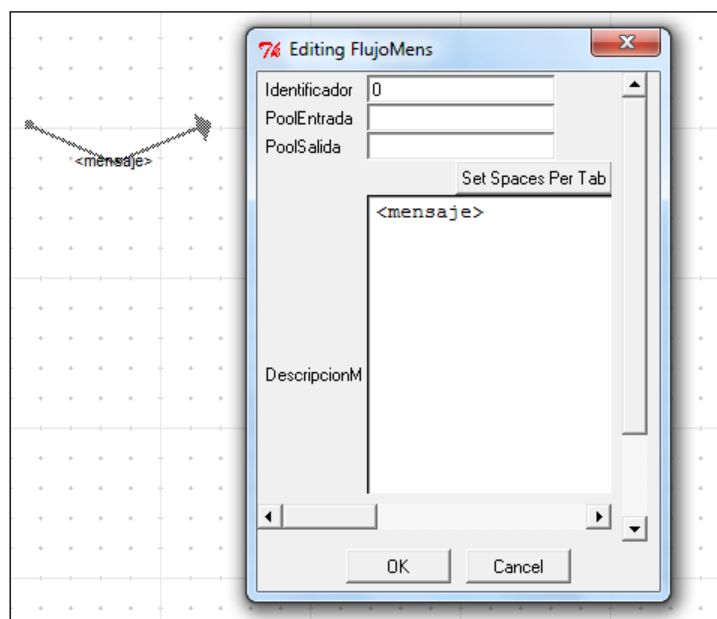 Editing FlujoMens
Identificador 0
PoolEntrada
PoolSalida
<mensaje>
Set Spaces Per Tab
<mensaje>
DescripcionM
OK Cancel